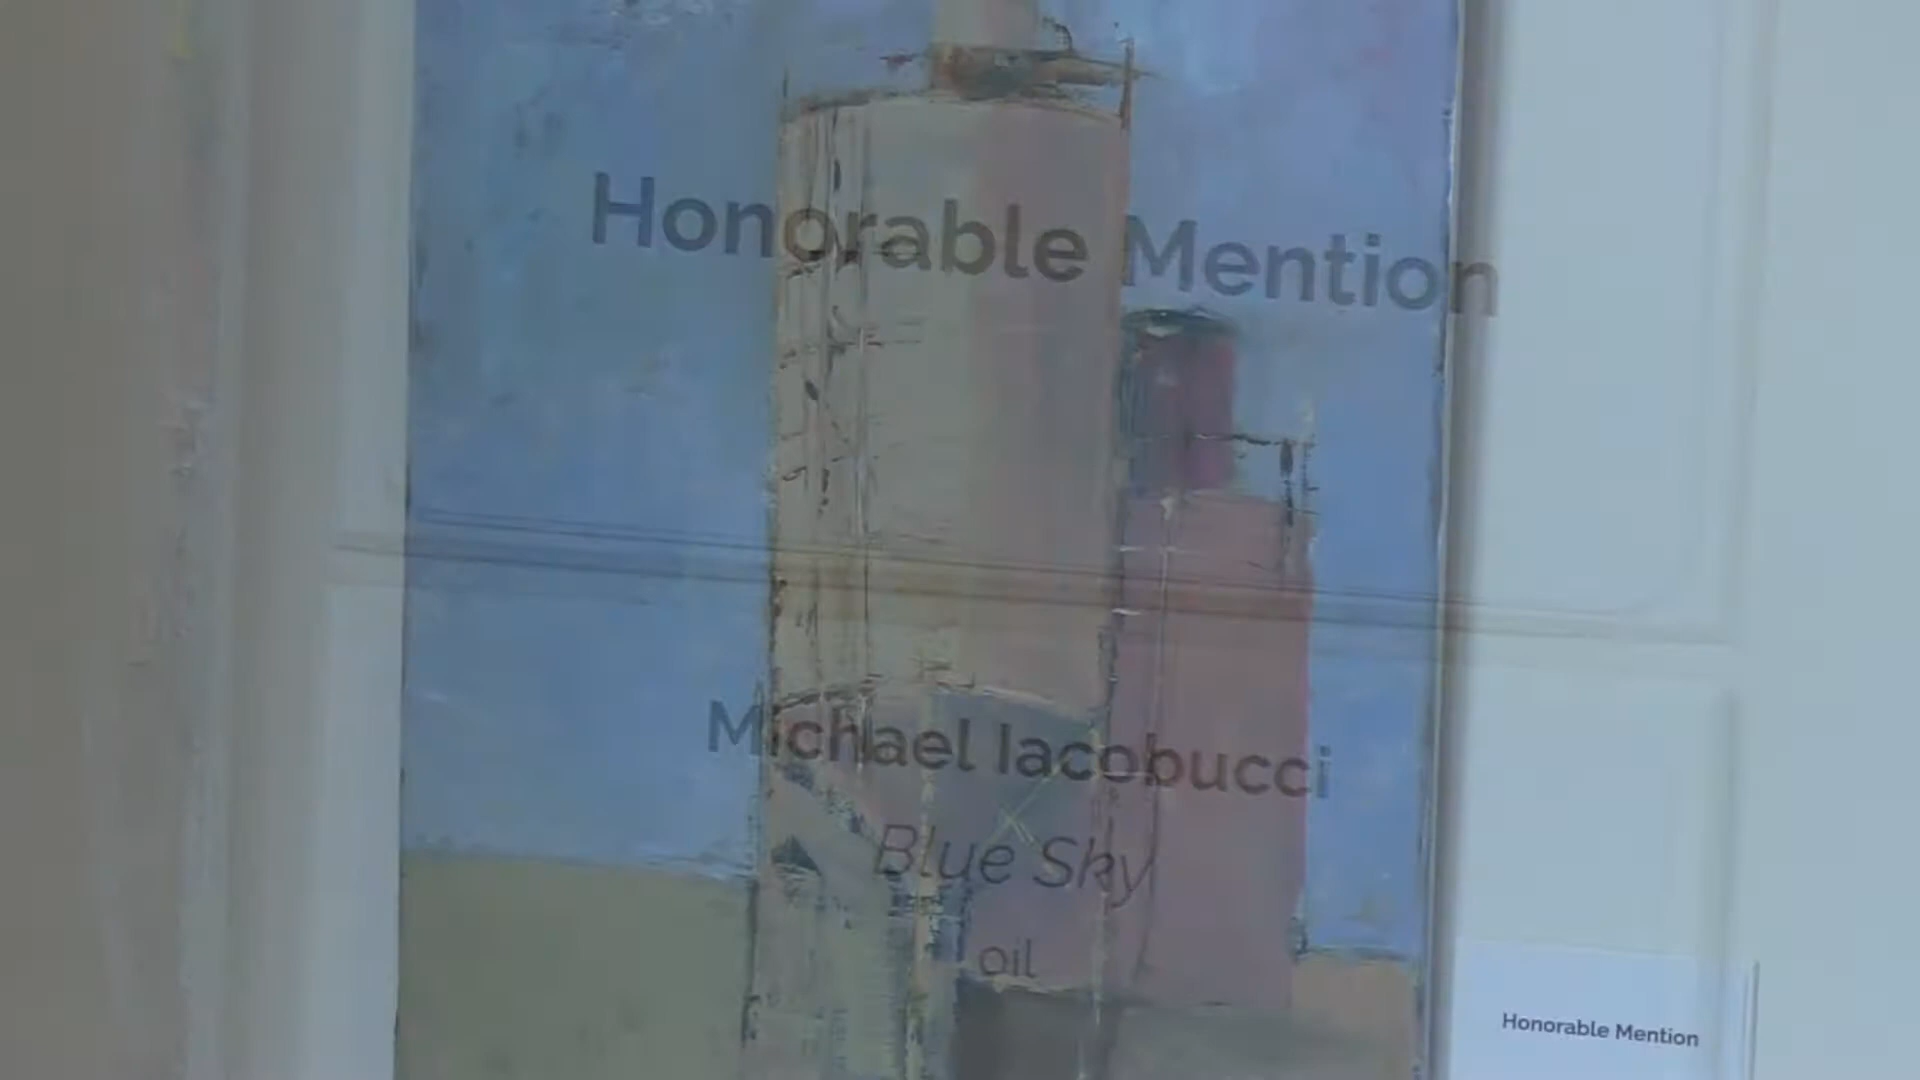 Honorable Mention
Michael Iacobucci
Blue Sky
oil
Honorable Mention